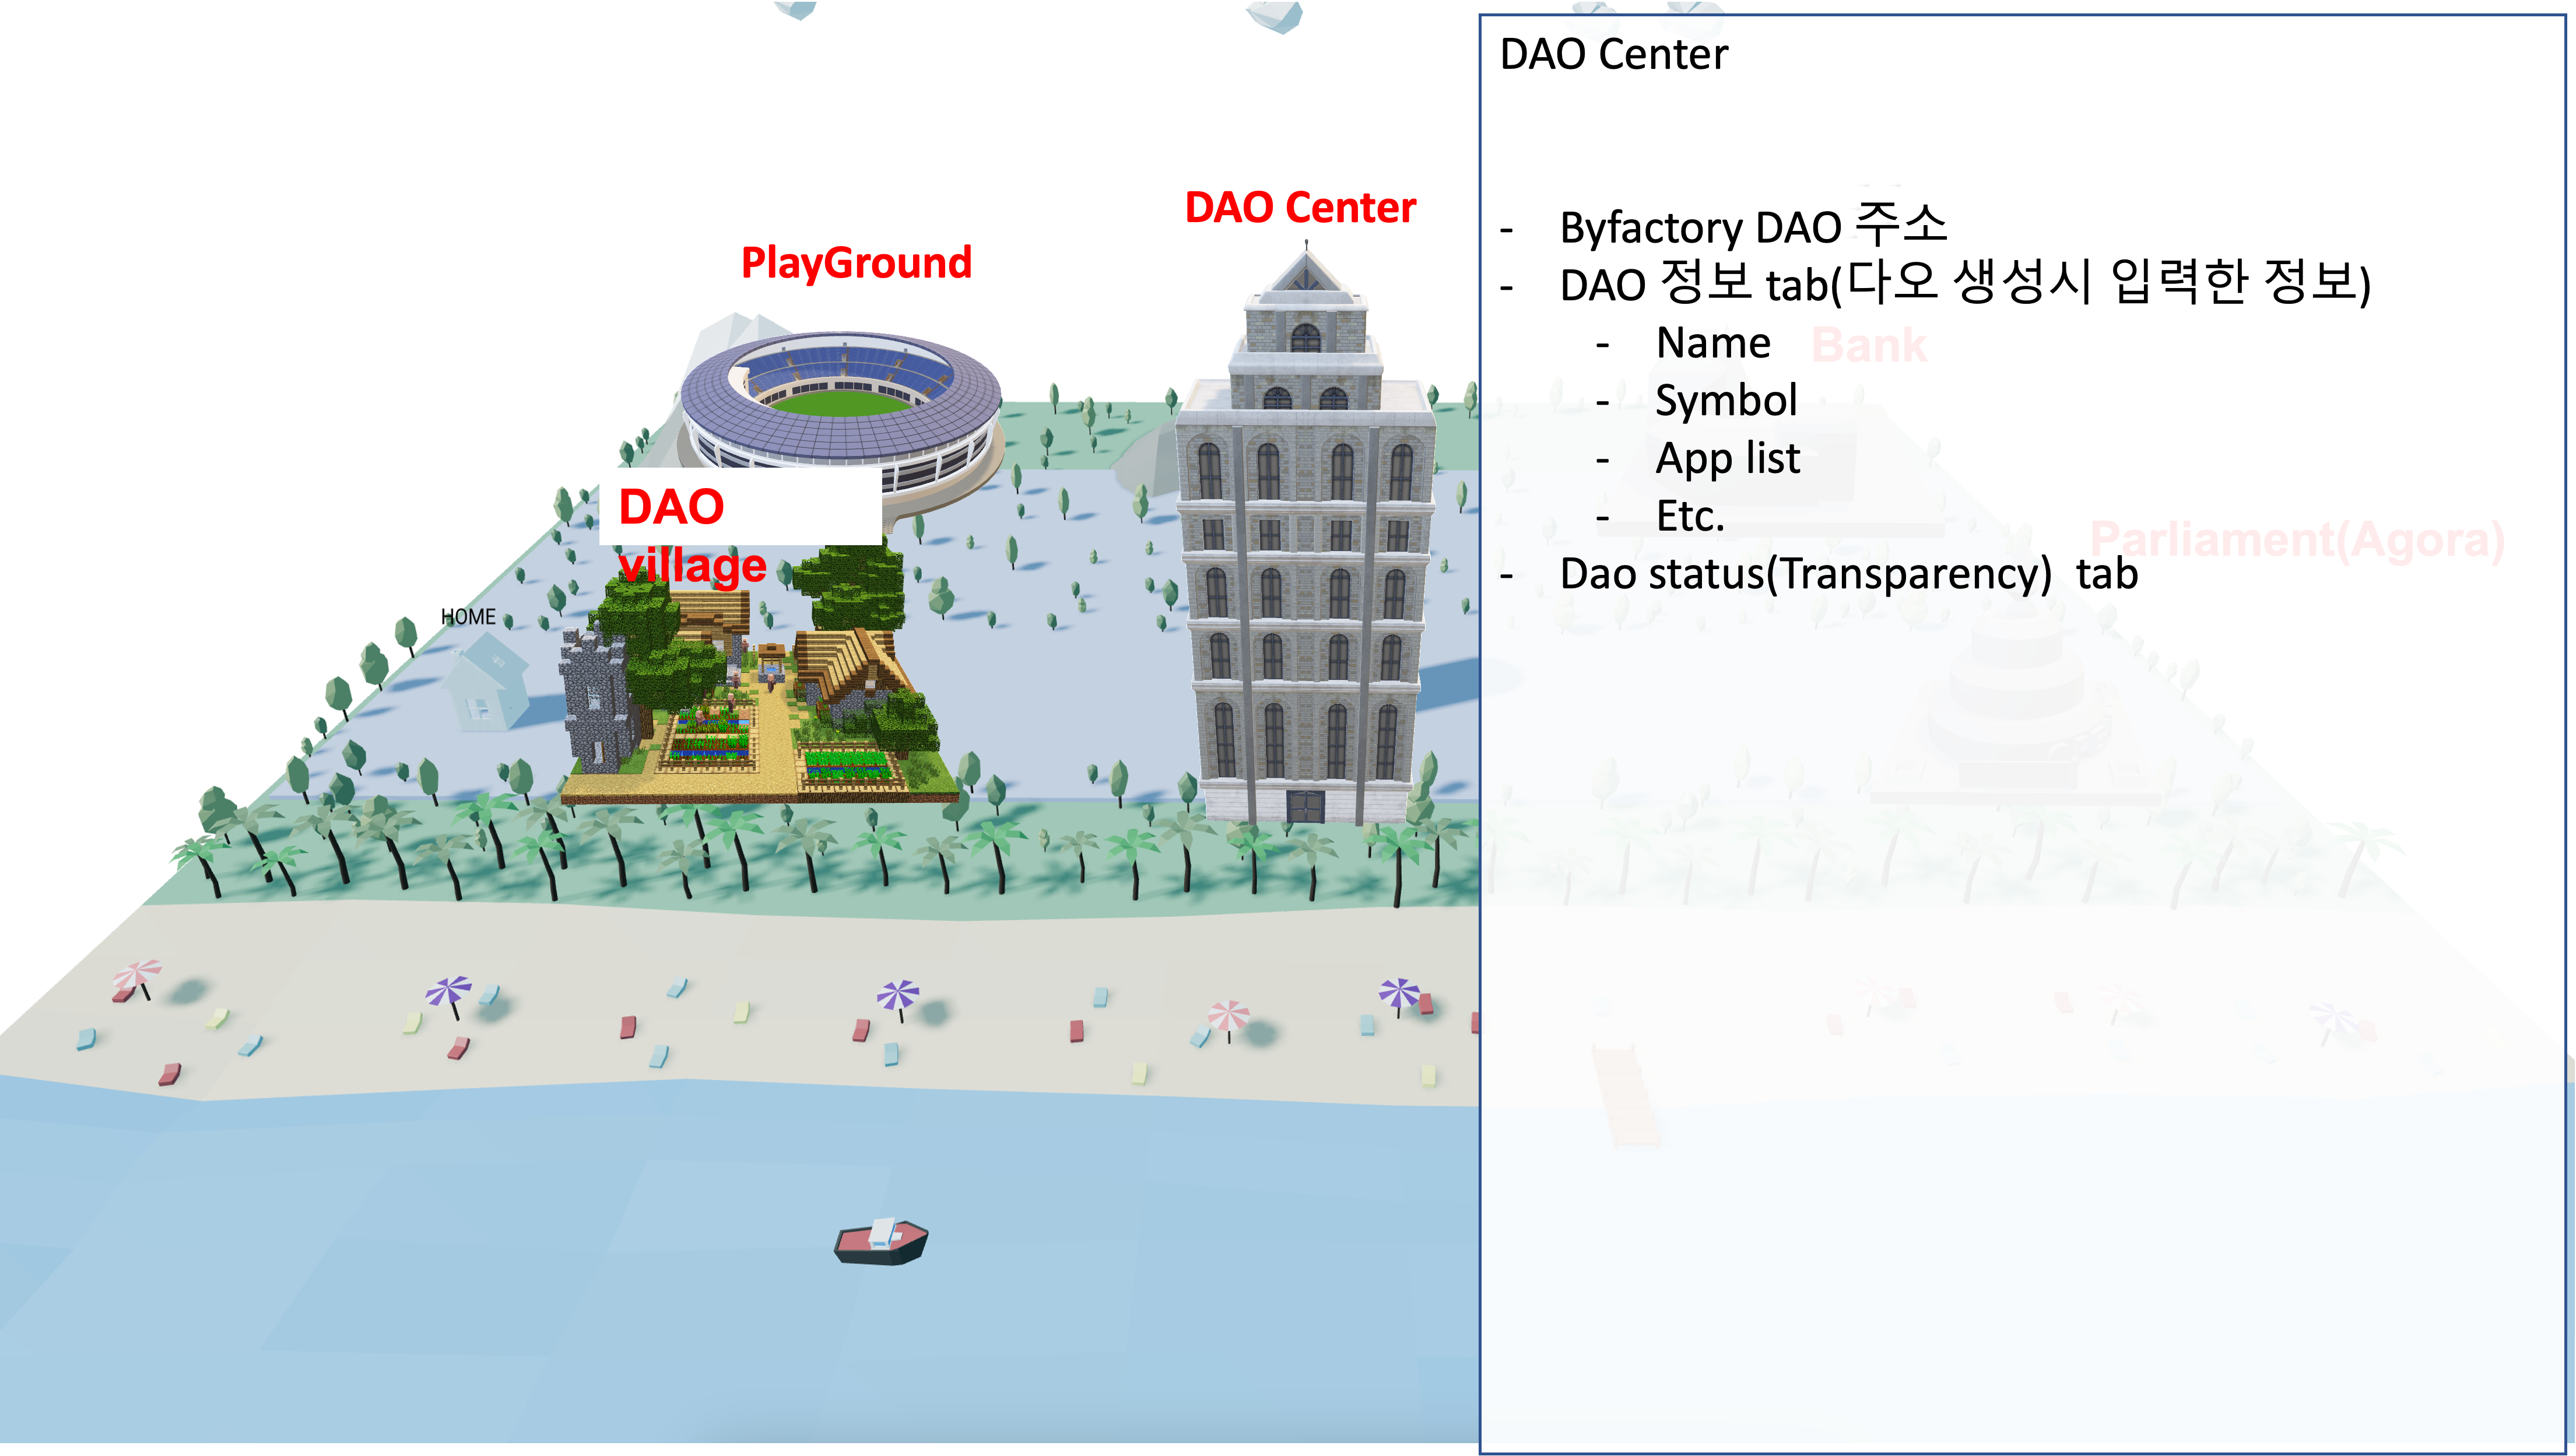 DAO Center
PlayGround
DAO
village
HOME
DAO Center
- Byfactory DAO 주소
- DAO 정보 tab(다오 생성시 입력한 정보)
- Name
- Symbol
- App list
- Etc.
- Dao status(Transparency) tab
Bank
Parliament(Agora)